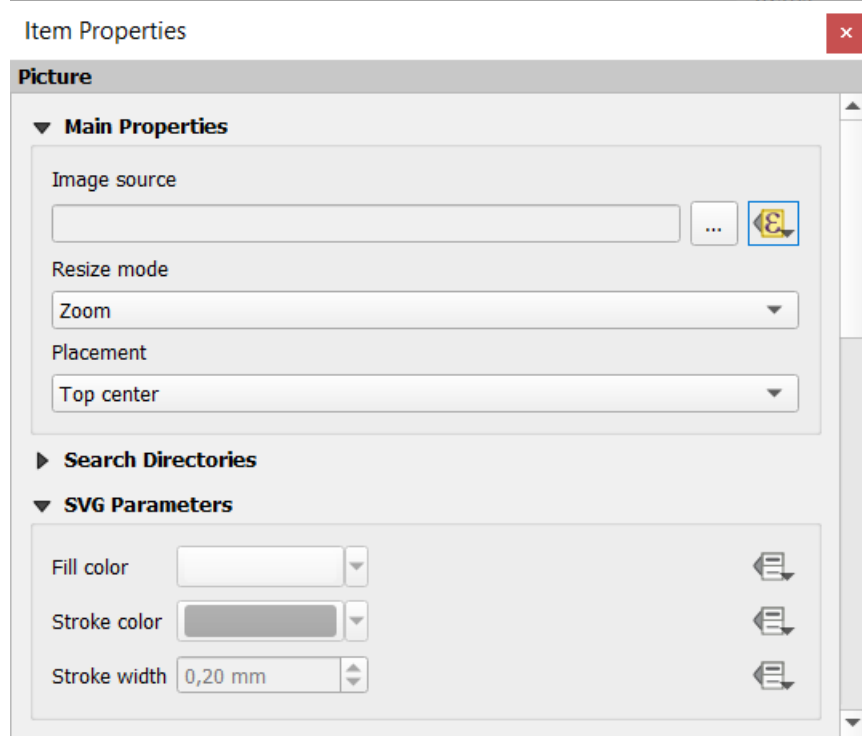 Item Properties
Picture
Main Properties
Image source
...
ε
Resize mode
Zoom
Placement
Top center
Search Directories
SVG Parameters
Fill color
Stroke color
Stroke width 0,20 mm